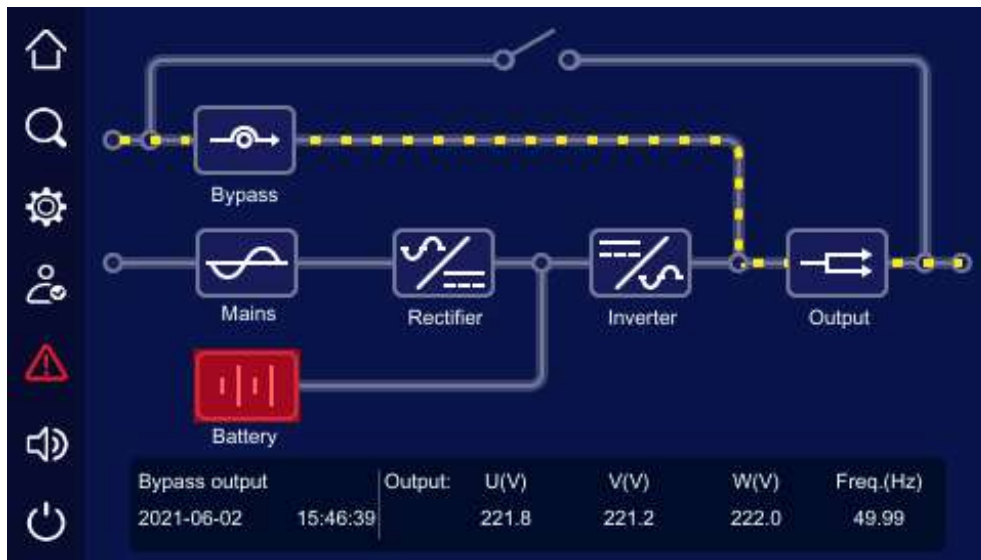 Bypass
Mains
Rectifier
Inverter
Output
Battery
Bypass output Output: U(V) V(V) W(V) Freq.(Hz)
2021-06-02 15:46:39 221.8 221.2 222.0 49.99